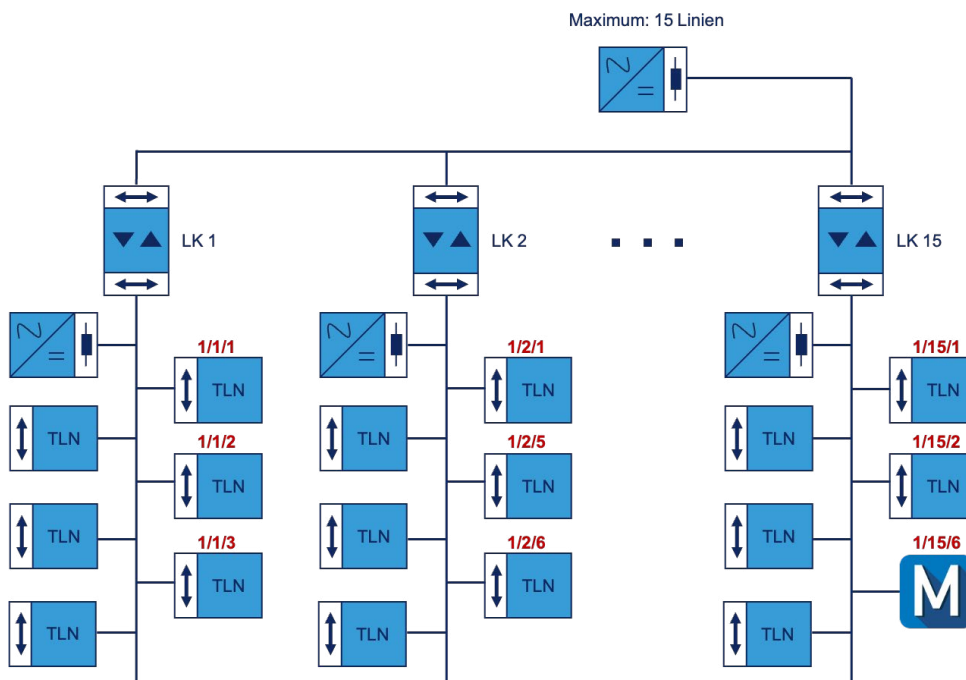 Maximum: 15 Linien
LK 1
LK 2
LK 15
1/1/1
1/2/1
1/15/1
TLN
TLN
TLN
TLN
TLN
TLN
1/1/2
1/2/5
1/15/2
TLN
TLN
TLN
TLN
TLN
TLN
1/1/3
1/2/6
1/15/6
TLN
TLN
M
TLN
TLN
TLN